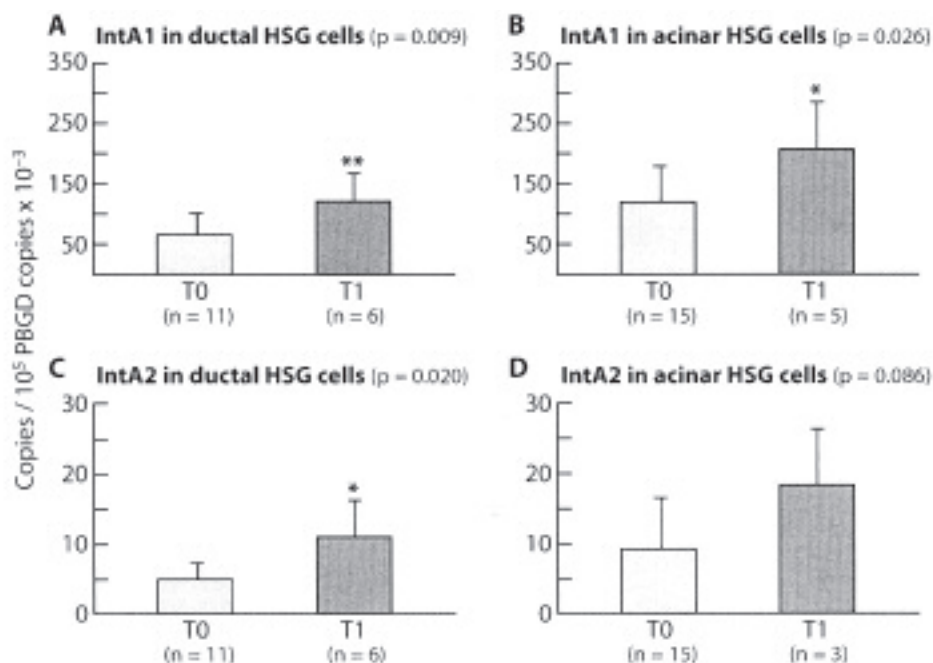 Copies / 10⁵ PBGD copies x 10⁻³
A IntA1 in ductal HSG cells (p = 0.009)
350
250
150
50
**
T0 T1
(n = 11) (n = 6)
B IntA1 in acinar HSG cells (p = 0.026)
350
250
150
50
*
T0 T1
(n = 15) (n = 5)
C IntA2 in ductal HSG cells (p = 0.020)
30
20
10
0
*
T0 T1
(n = 11) (n = 6)
D IntA2 in acinar HSG cells (p = 0.086)
30
20
10
0
T0 T1
(n = 15) (n = 3)